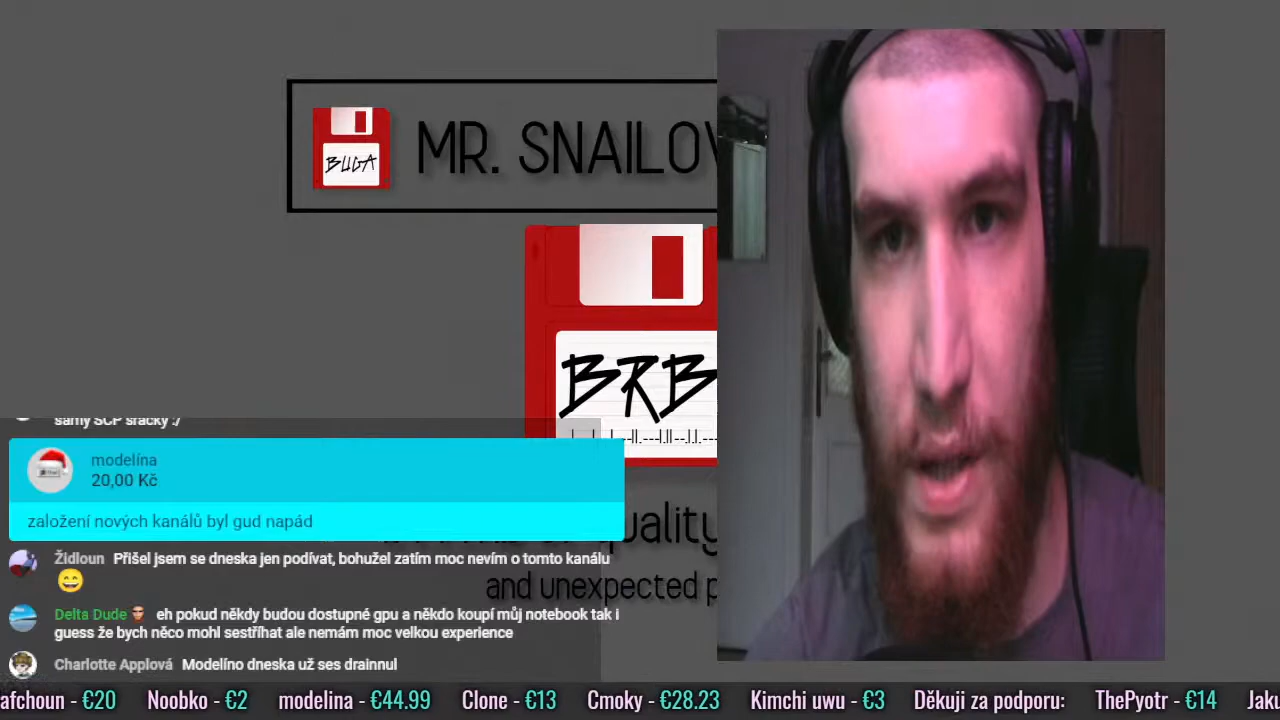 BUGA
MR. SNAILOV
BRB
quality
and unexpected p
samy SCP sracky :/
modelína
20,00 Kč
založení nových kanálů byl gud napád
Židloun Přišel jsem se dneska jen podívat, bohužel zatím moc nevím o tomto kanálu
Delta Dude eh pokud někdy budou dostupné gpu a někdo koupí můj notebook tak i
guess že bych něco mohl sestříhat ale nemám moc velkou experience
Charlotte Applová Modelíno dneska už ses drainnul
afchoun - €20 Noobko - €2 modelina - €44.99 Clone - €13 Cmoky - €28.23 Kimchi uwu - €3 Děkuji za podporu: ThePyotr - €14 Jaku